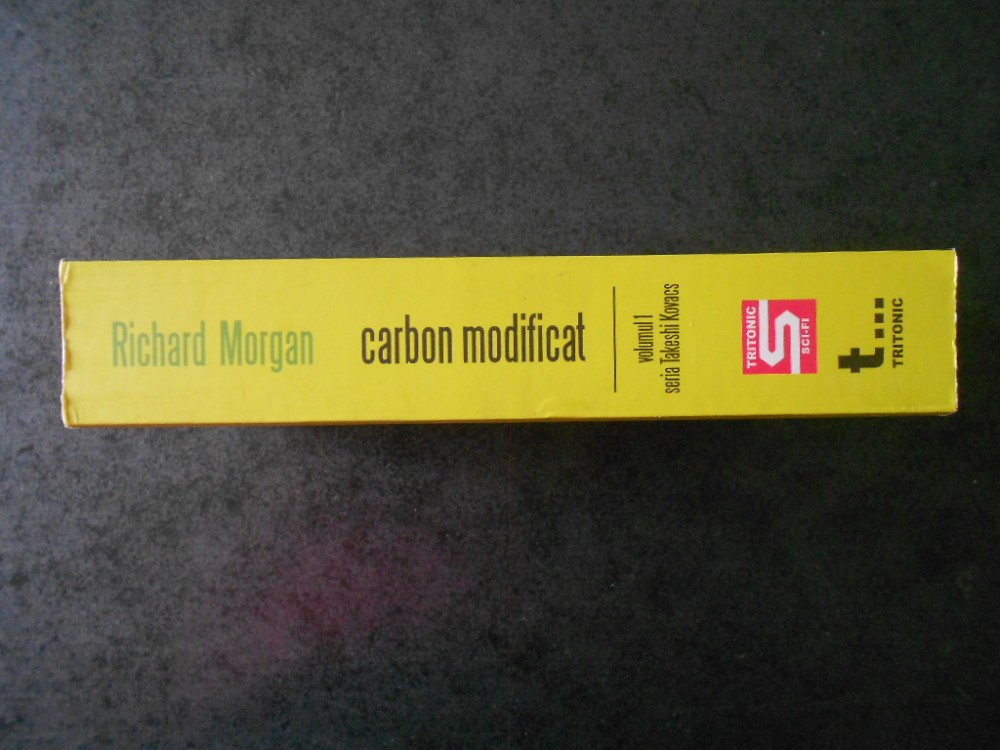 Richard Morgan
carbon modificat
volumul 1
seria Takeshi Kovacs
TRITONIC
S
SCI-FI
t...
TRITONIC